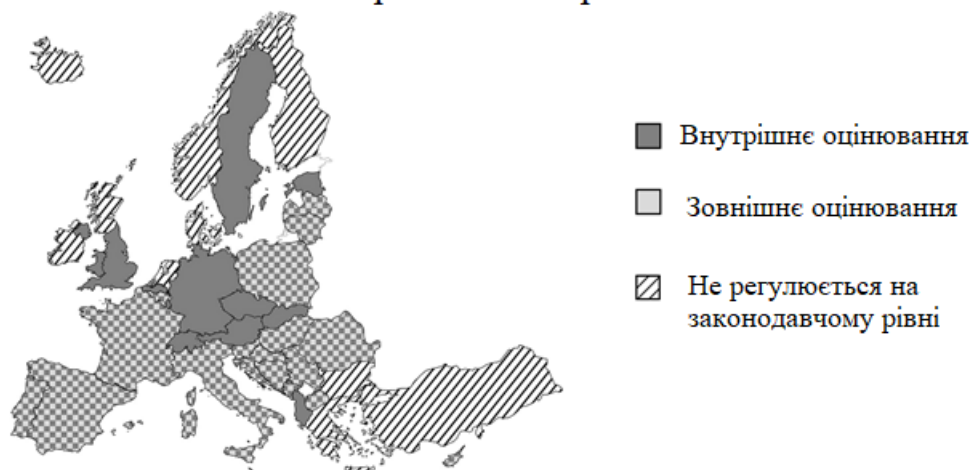 Внутрішнє оцінювання
Зовнішнє оцінювання
Не регулюється на
законодавчому рівні